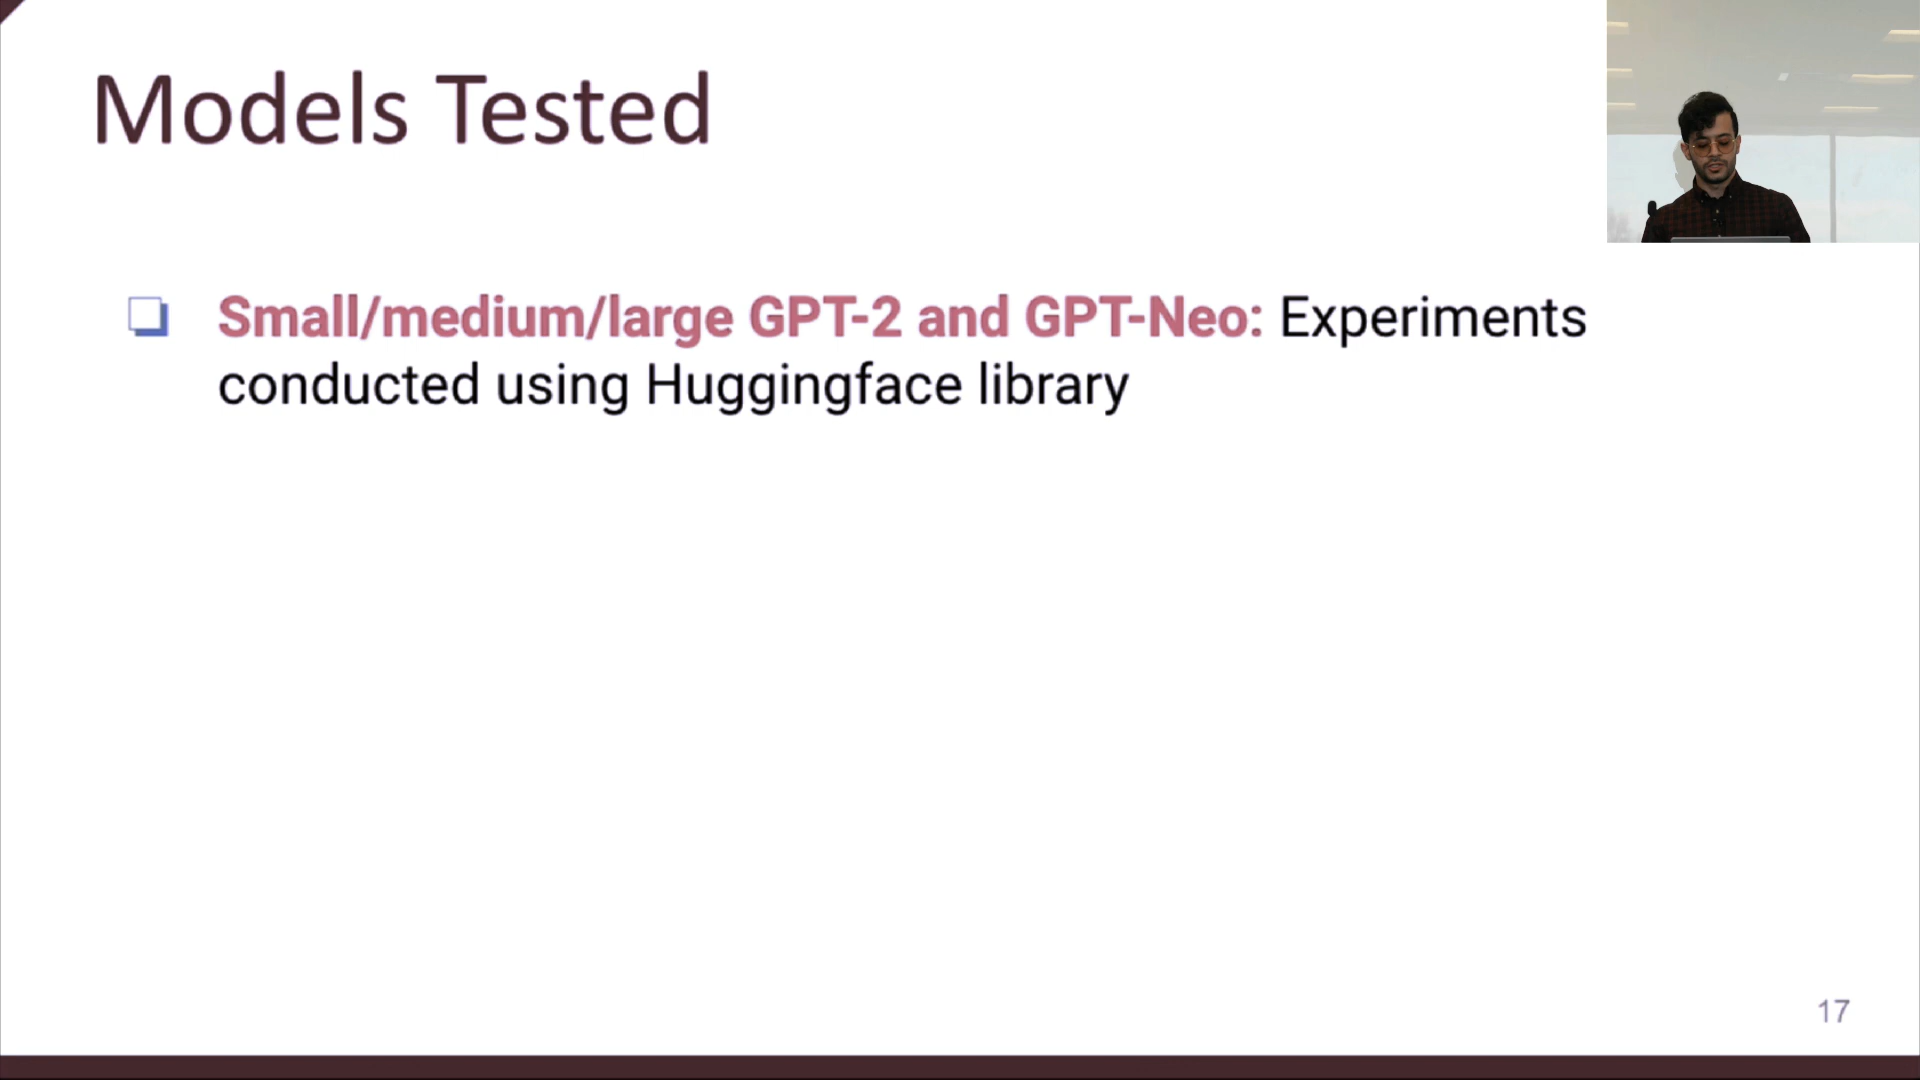 Models Tested
Small/medium/large GPT-2 and GPT-Neo: Experiments
conducted using Huggingface library
17